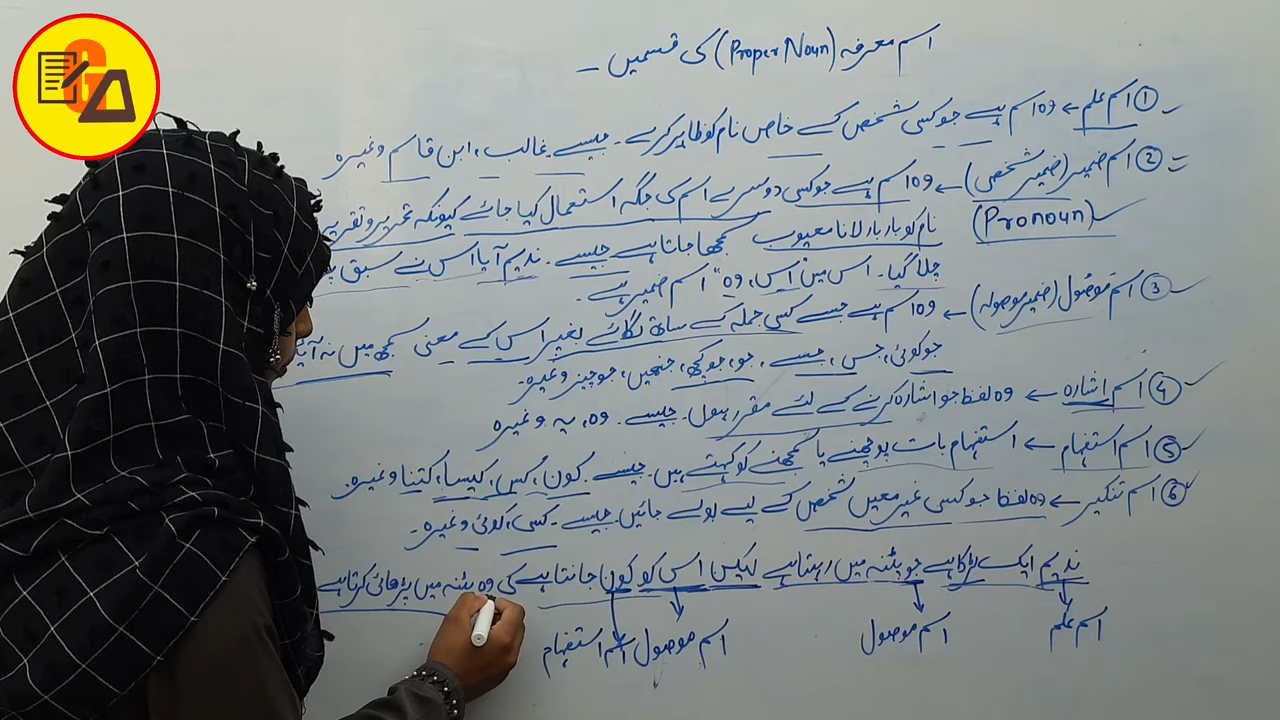 اسم معرفہ (Proper Noun) کی قسمیں ۔
① اسم علم ← وہ اسم ہے جو کسی شخص کے خاص نام کو ظاہر کرے ۔ جیسے ۔ غالب ، ابن قاسم وغیرہ
② اسم ضمیر (ضمیر شخصی) ← وہ اسم ہے جو کسی دوسرے اسم کی جگہ استعمال کیا جائے کیونکہ تحریر و تقریر
(Pronoun) نام کو بار بار لانا معیوب سمجھا جاتا ہے جیسے ۔ ندیم آیا اس نے سبق
چلا گیا ۔ اس میں "اس، وہ" اسم ضمیر ہے ۔
③ اسم موصول (ضمیر موصولہ) ← وہ اسم ہے جسے کسی جملہ کے ساتھ لگائے بغیر اس کے معنی سمجھ میں نہ
جو کوئی، جس ، جسے ، جو، جو کچھ، جنھیں، جو چیز وغیرہ ۔
④ اسم اشارہ ← وہ لفظ جو اشارہ کرنے کے لئے مقرر ہوں ۔ جیسے ۔ وہ، یہ وغیرہ
⑤ اسم استفہام ← استفہام بات پوچھنے یا سمجھنے کو کہتے ہیں ۔ جیسے ۔ کون، کس، کیسا، کتنا وغیرہ ۔
⑥ اسم تنکیر ← وہ لفظ جو کسی غیر معین شخص کے لیے بولے جائیں ۔ جیسے ۔ کسی، کوئی وغیرہ ۔
ندیم ایک لڑکا ہے جو پٹنہ میں رہتا ہے لیکن اس کو کون جانتا ہے کی وہ پٹنہ میں پڑھائی کرتا ہے
اسم علم اسم موصول اسم موصول اسم استفہام